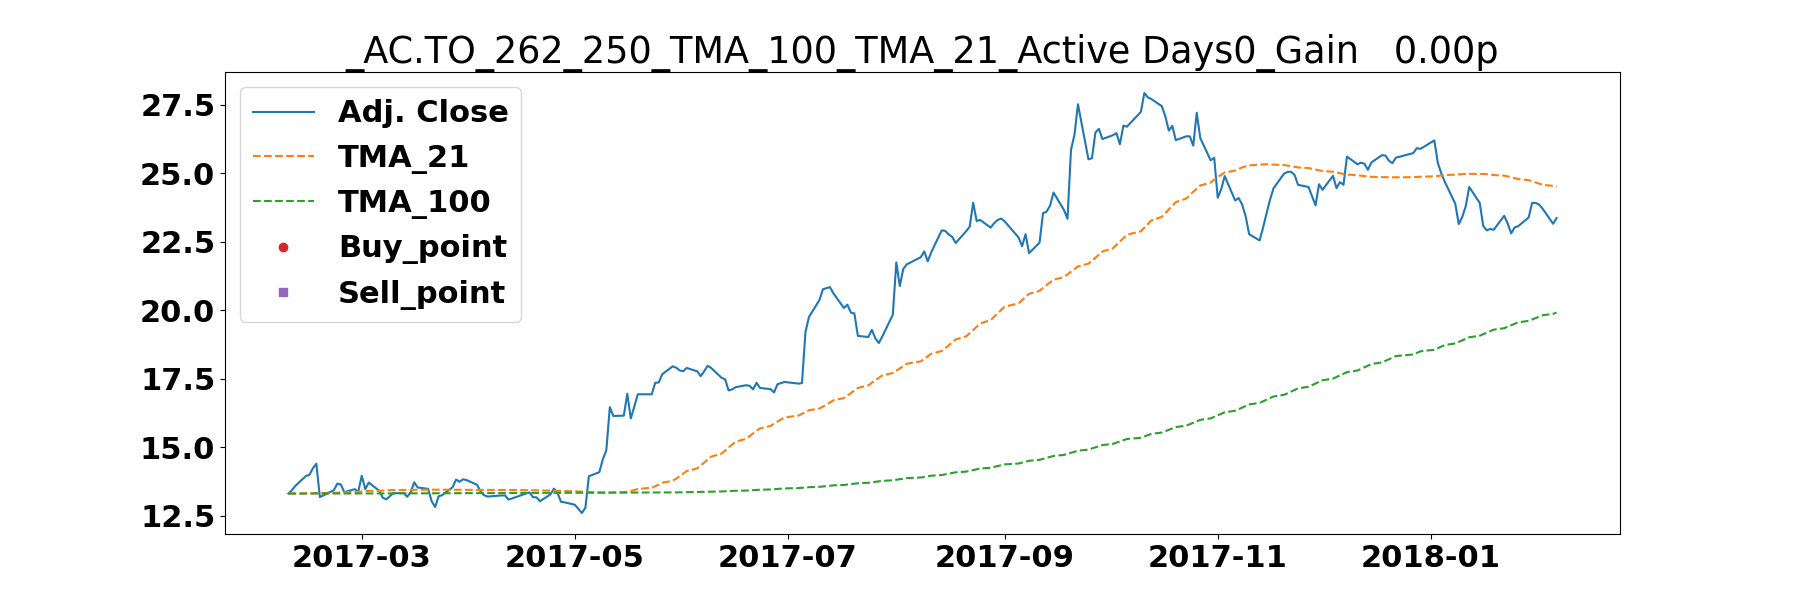 _AC.TO_262_250_TMA_100_TMA_21_Active Days0_Gain   0.00p
27.5
25.0
22.5
20.0
17.5
15.0
12.5
Adj. Close
TMA_21
TMA_100
Buy_point
Sell_point
2017-03 2017-05 2017-07 2017-09 2017-11 2018-01